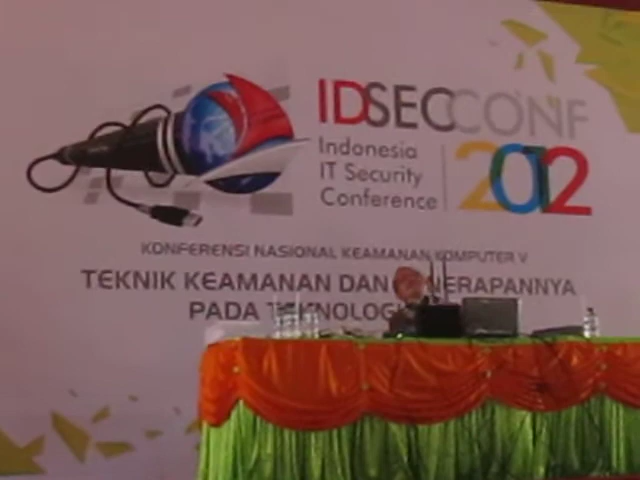 IDSECCONF
Indonesia
IT Security
Conference
2012
KONFERENSI NASIONAL KEAMANAN KOMPUTER V
TEKNIK KEAMANAN DAN
PADA